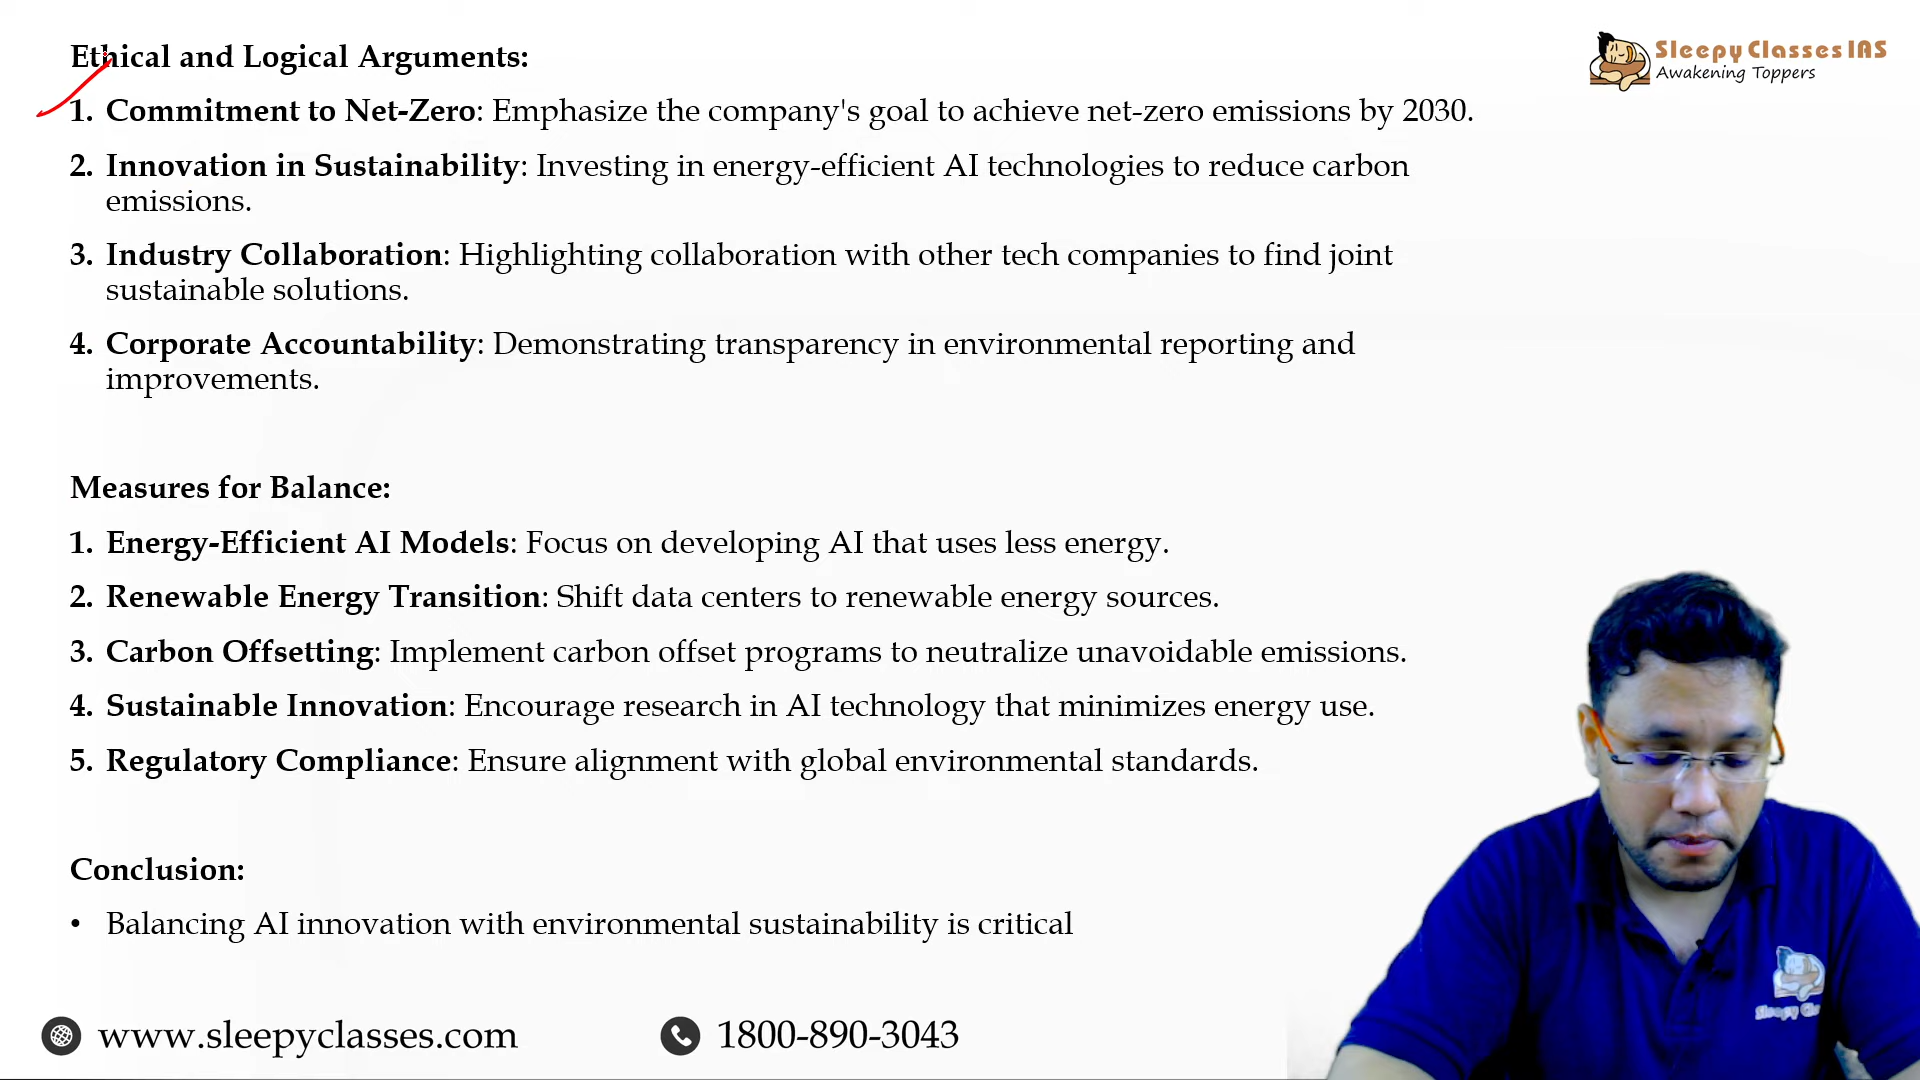 Ethical and Logical Arguments:
Sleepy Classes IAS
Awakening Toppers
1. Commitment to Net-Zero: Emphasize the company's goal to achieve net-zero emissions by 2030.
2. Innovation in Sustainability: Investing in energy-efficient AI technologies to reduce carbon
emissions.
3. Industry Collaboration: Highlighting collaboration with other tech companies to find joint
sustainable solutions.
4. Corporate Accountability: Demonstrating transparency in environmental reporting and
improvements.
Measures for Balance:
1. Energy-Efficient AI Models: Focus on developing AI that uses less energy.
2. Renewable Energy Transition: Shift data centers to renewable energy sources.
3. Carbon Offsetting: Implement carbon offset programs to neutralize unavoidable emissions.
4. Sustainable Innovation: Encourage research in AI technology that minimizes energy use.
5. Regulatory Compliance: Ensure alignment with global environmental standards.
Conclusion:
• Balancing AI innovation with environmental sustainability is critical
www.sleepyclasses.com
1800-890-3043